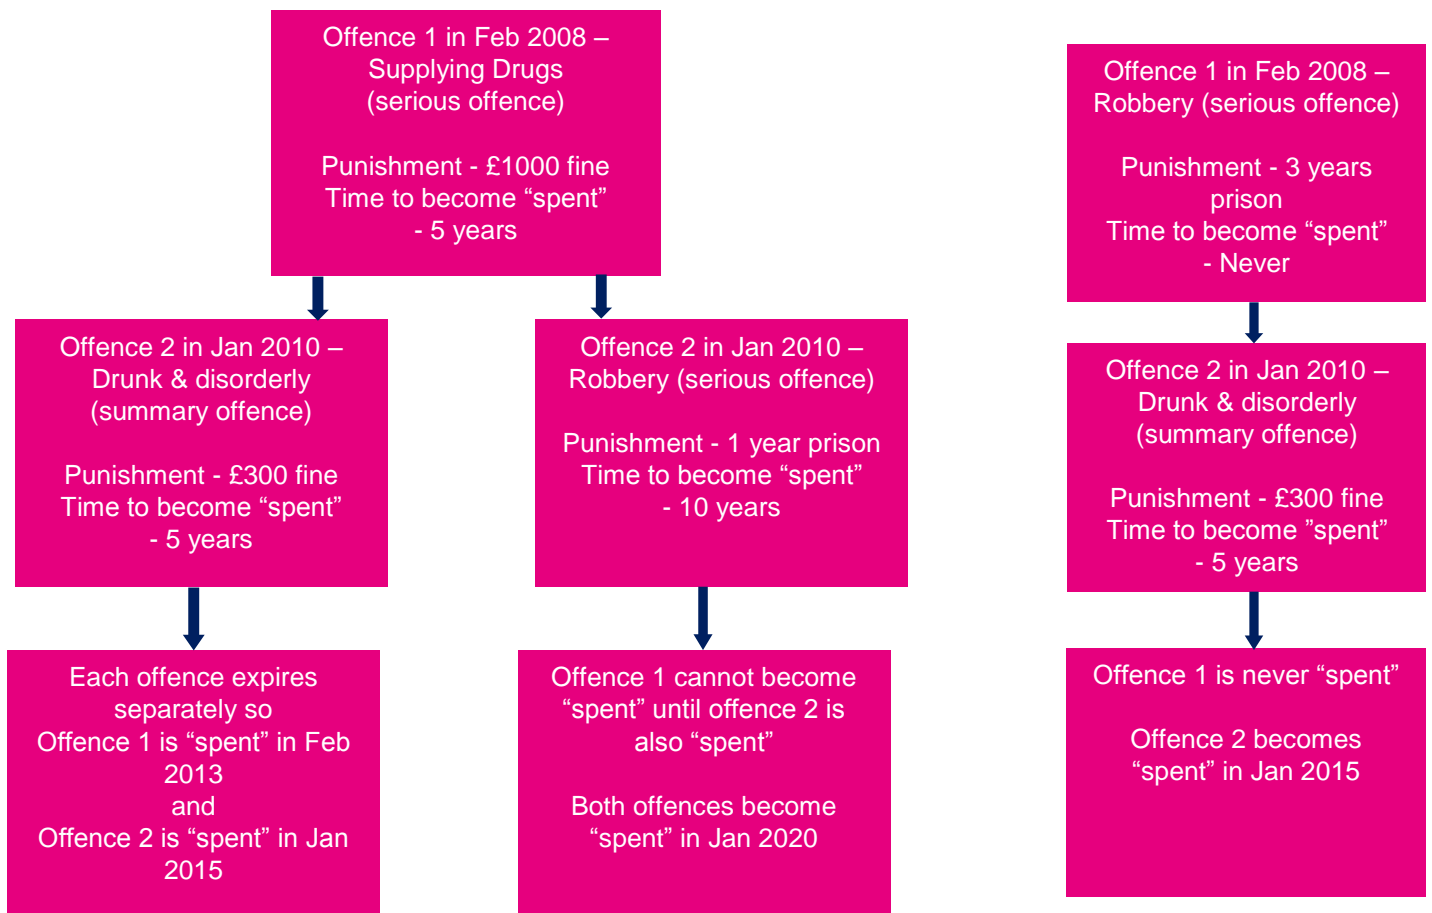 Offence 1 in Feb 2008 –
Supplying Drugs
(serious offence)
Punishment - £1000 fine
Time to become “spent”
- 5 years
Offence 2 in Jan 2010 –
Drunk & disorderly
(summary offence)
Punishment - £300 fine
Time to become “spent”
- 5 years
Each offence expires
separately so
Offence 1 is “spent” in Feb
2013
and
Offence 2 is “spent” in Jan
2015
Offence 2 in Jan 2010 –
Robbery (serious offence)
Punishment - 1 year prison
Time to become “spent”
- 10 years
Offence 1 cannot become
“spent” until offence 2 is
also “spent”
Both offences become
“spent” in Jan 2020
Offence 1 in Feb 2008 –
Robbery (serious offence)
Punishment - 3 years
prison
Time to become “spent”
- Never
Offence 2 in Jan 2010 –
Drunk & disorderly
(summary offence)
Punishment - £300 fine
Time to become ”spent”
- 5 years
Offence 1 is never “spent”
Offence 2 becomes
“spent” in Jan 2015